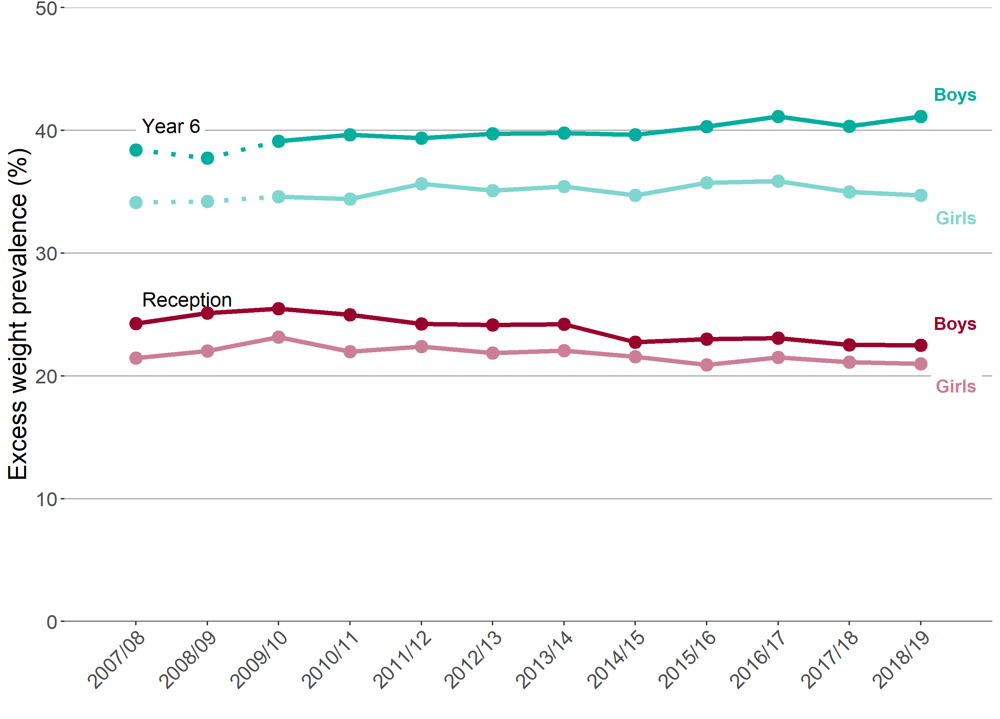 Excess weight prevalence (%)
50
40
30
20
10
0
Year 6
Boys
Girls
Reception
Boys
Girls
2007/08
2008/09
2009/10
2010/11
2011/12
2012/13
2013/14
2014/15
2015/16
2016/17
2017/18
2018/19